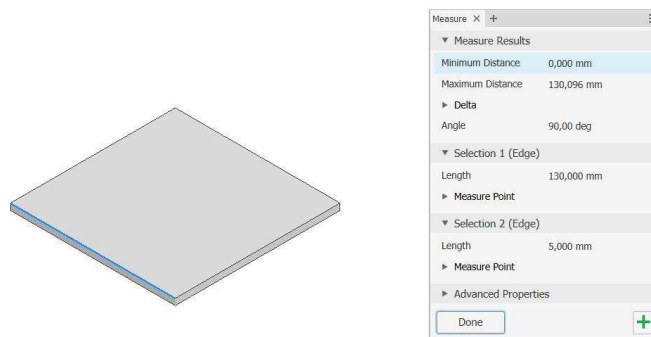 Measure × +
▼ Measure Results
Minimum Distance 0,000 mm
Maximum Distance 130,096 mm
▶ Delta
Angle 90,00 deg
▼ Selection 1 (Edge)
Length 130,000 mm
▶ Measure Point
▼ Selection 2 (Edge)
Length 5,000 mm
▶ Measure Point
▶ Advanced Properties
Done